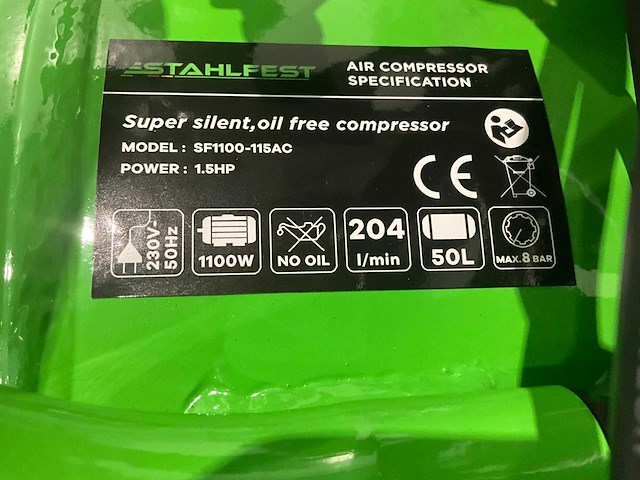 STAHLFEST
AIR COMPRESSOR
SPECIFICATION
Super silent,oil free compressor
MODEL : SF1100-115AC
POWER : 1.5HP
CE
230V~
50Hz
1100W
NO OIL
204
l/min
50L
MAX.8 BAR